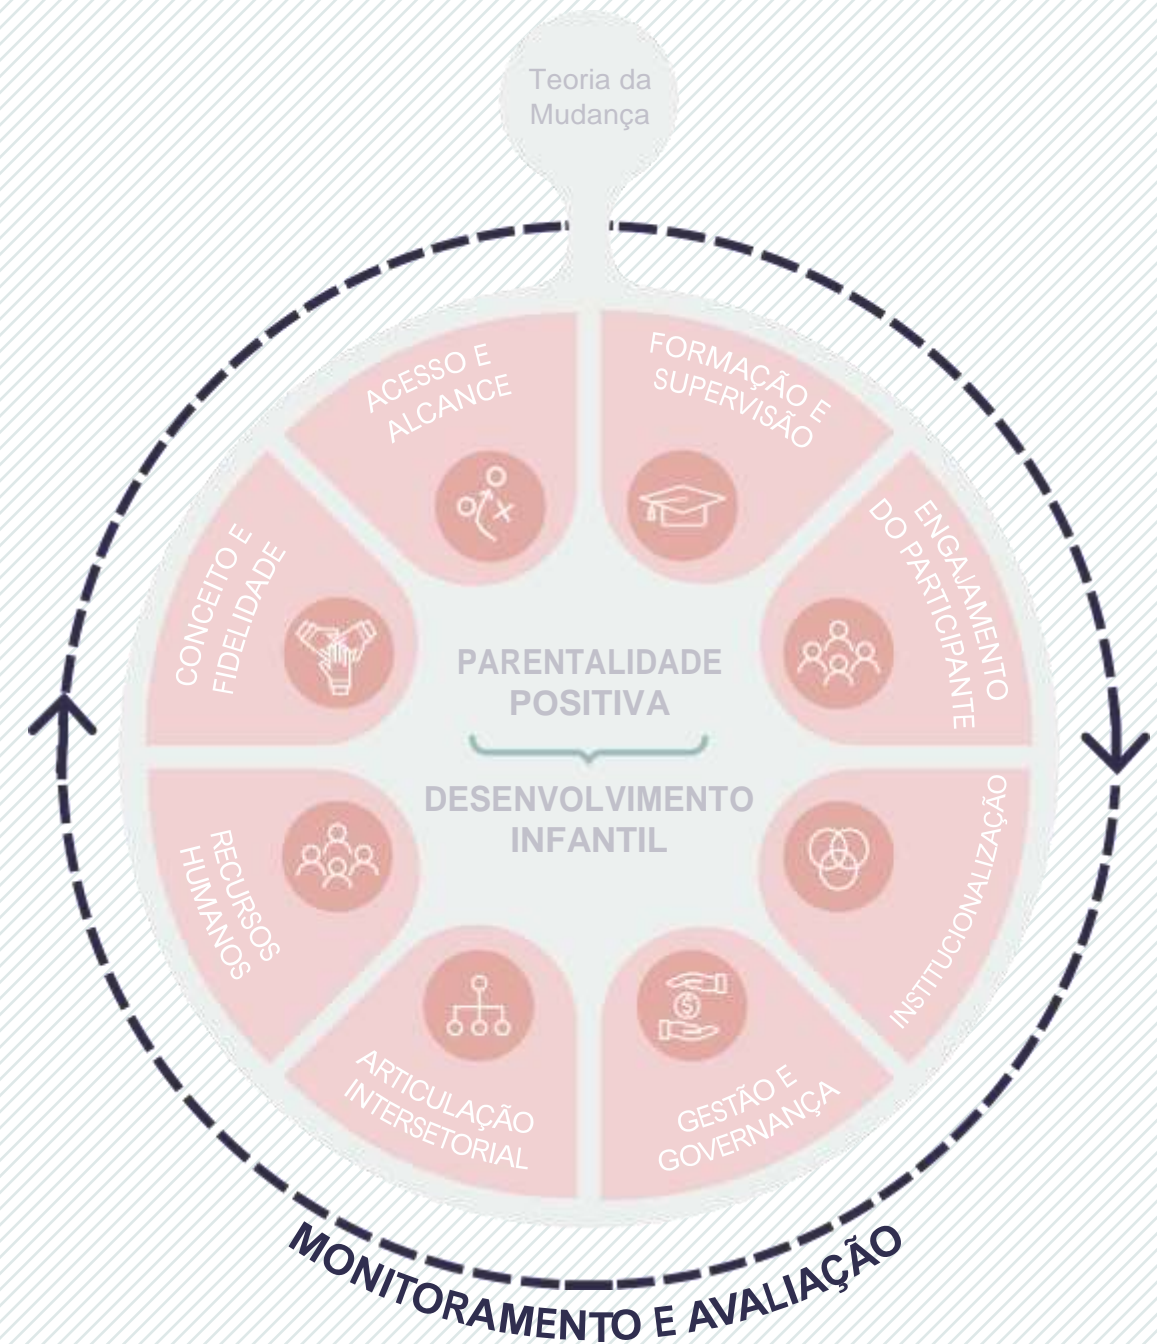 Teoria da
Mudança
FORMAÇÃO E
SUPERVISÃO
ENGAJAMENTO
DO PARTICIPANTE
INSTITUCIONALIZAÇÃO
GESTÃO E
GOVERNANÇA
ARTICULAÇÃO
INTERSETORIAL
RECURSOS
HUMANOS
CONCEITO E
FIDELIDADE
ACESSO E
ALCANCE
PARENTALIDADE
POSITIVA
DESENVOLVIMENTO
INFANTIL
$
MONITORAMENTO E AVALIAÇÃO